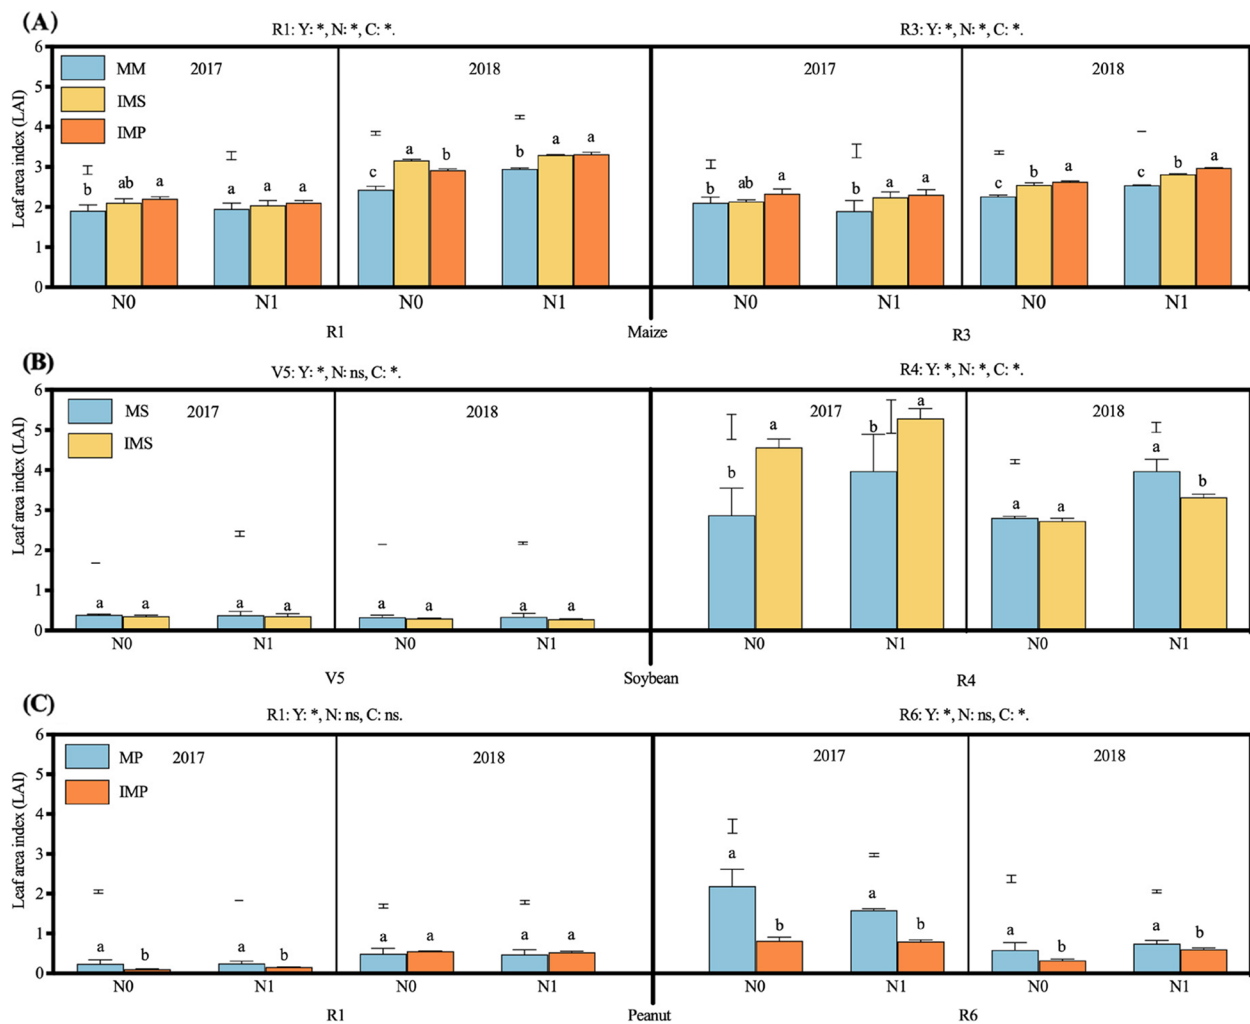 (A)
R1: Y: *, N: *, C: *.
R3: Y: *, N: *, C: *.
Leaf area index (LAI)
6
5
4
3
2
1
0
MM
IMS
IMP
2017
2018
2017
2018
b ab a
a a a
c a b
b a a
b ab a
b a a
c b a
c b a
N0 N1 N0 N1 N0 N1 N0 N1
R1 Maize R3
(B)
V5: Y: *, N: ns, C: *.
R4: Y: *, N: *, C: *.
Leaf area index (LAI)
6
5
4
3
2
1
0
MS
IMS
2017
2018
2017
2018
a a
a a
a a
a a
b a
b a
a a
a b
N0 N1 N0 N1 N0 N1 N0 N1
V5 Soybean R4
(C)
R1: Y: *, N: ns, C: ns.
R6: Y: *, N: ns, C: *.
Leaf area index (LAI)
6
5
4
3
2
1
0
MP
IMP
2017
2018
2017
2018
a b
a b
a a
a a
a b
a b
a b
a b
N0 N1 N0 N1 N0 N1 N0 N1
R1 Peanut R6